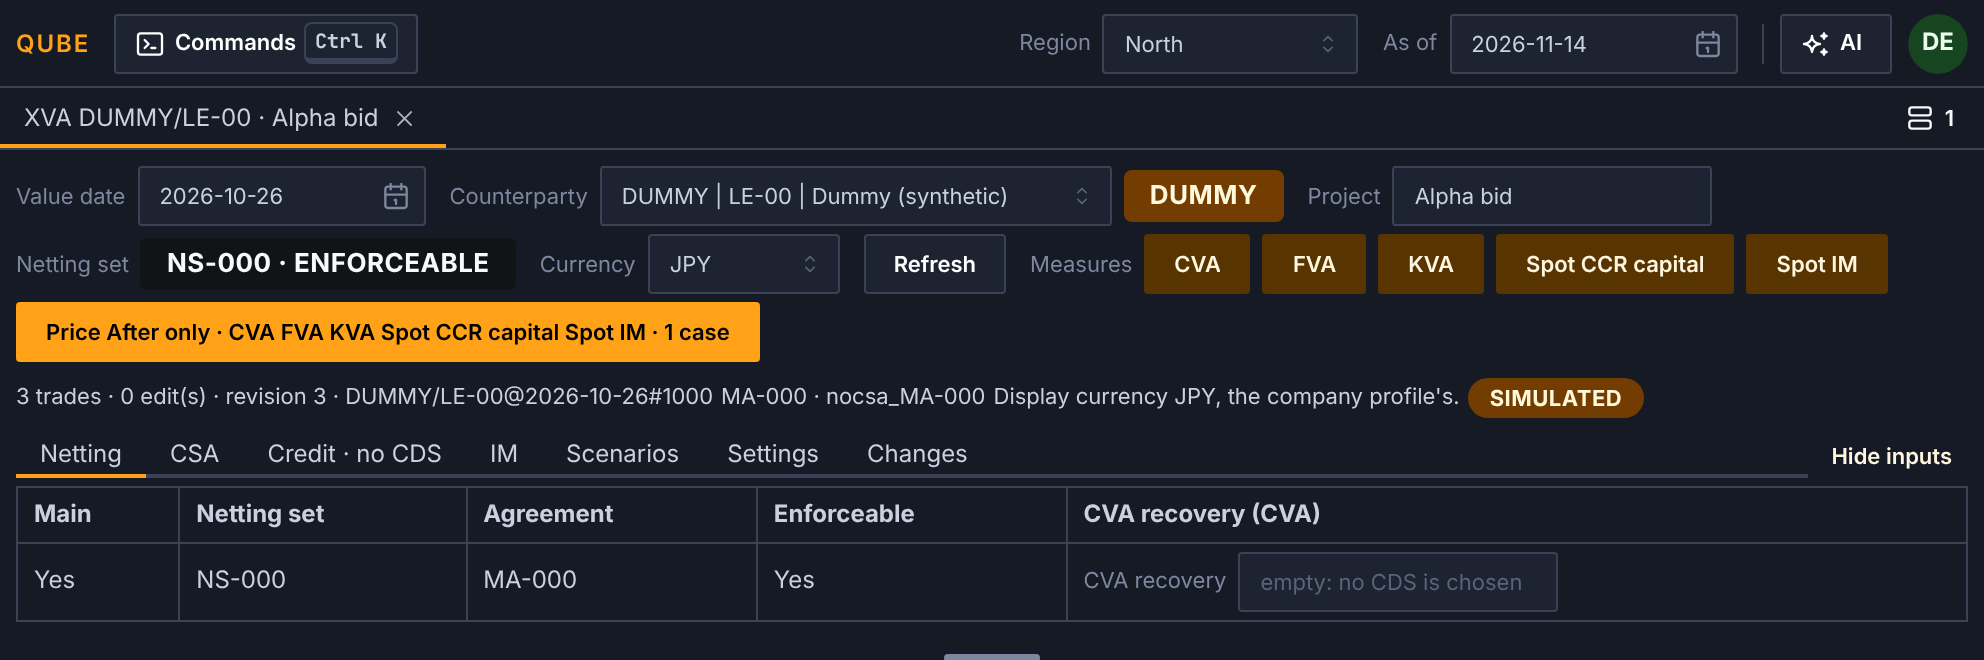 QUBE Commands Ctrl K Region North As of 2026-11-14 AI DE
XVA DUMMY/LE-00 · Alpha bid 1
Value date 2026-10-26 Counterparty DUMMY | LE-00 | Dummy (synthetic) DUMMY Project Alpha bid
Netting set NS-000 · ENFORCEABLE Currency JPY Refresh Measures CVA FVA KVA Spot CCR capital Spot IM
Price After only · CVA FVA KVA Spot CCR capital Spot IM · 1 case
3 trades · 0 edit(s) · revision 3 · DUMMY/LE-00@2026-10-26#1000 MA-000 · nocsa_MA-000 Display currency JPY, the company profile's. SIMULATED
Netting CSA Credit · no CDS IM Scenarios Settings Changes Hide inputs
Main Netting set Agreement Enforceable CVA recovery (CVA)
Yes NS-000 MA-000 Yes CVA recovery empty: no CDS is chosen